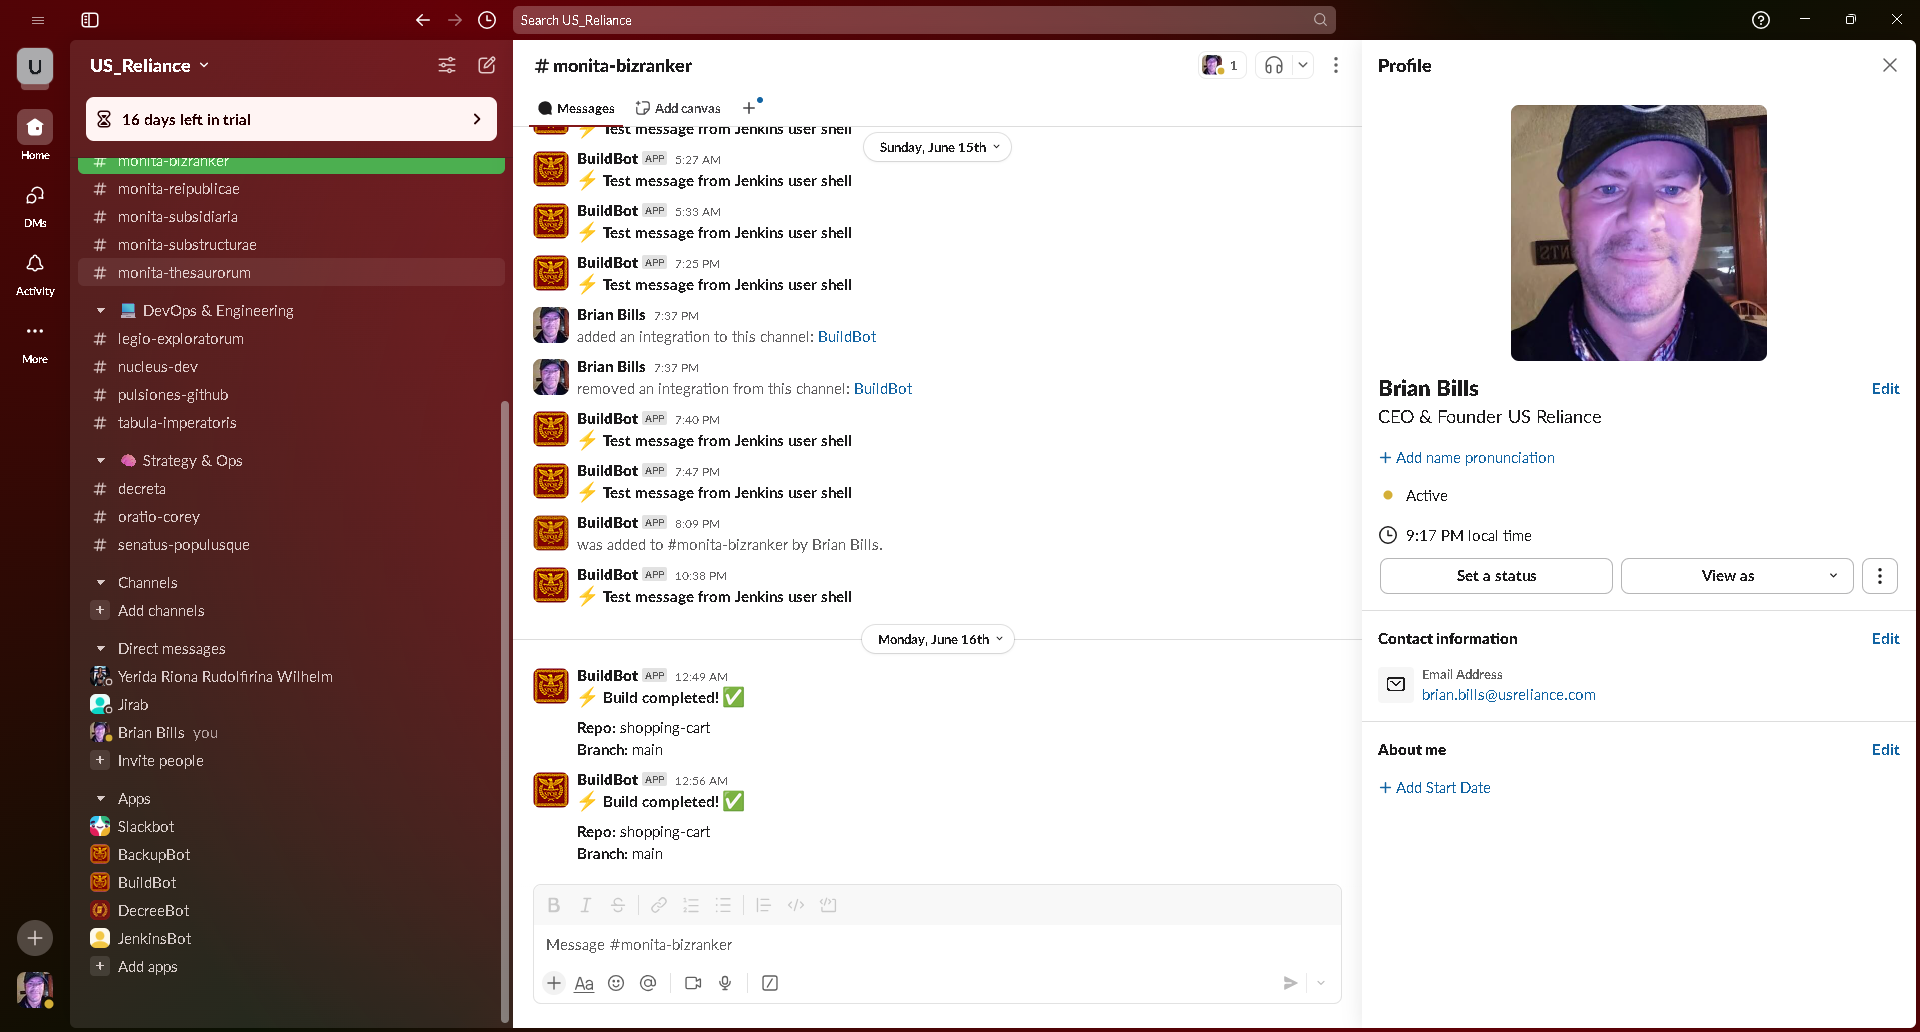 Search US_Reliance
U
US_Reliance
16 days left in trial
Home
DMs
Activity
More
monita-bizranker
monita-reipublicae
monita-subsidiaria
monita-substructurae
monita-thesaurorum
DevOps & Engineering
legio-exploratorum
nucleus-dev
pulsiones-github
tabula-imperatoris
Strategy & Ops
decreta
oratio-corey
senatus-populusque
Channels
Add channels
Direct messages
Yerida Riona Rudolfirina Wilhelm
Jirab
Brian Bills you
Invite people
Apps
Slackbot
BackupBot
BuildBot
DecreeBot
JenkinsBot
Add apps
# monita-bizranker
1
Messages
Add canvas
Test message from Jenkins user shell
Sunday, June 15th
BuildBot APP 5:27 AM
Test message from Jenkins user shell
BuildBot APP 5:33 AM
Test message from Jenkins user shell
BuildBot APP 7:25 PM
Test message from Jenkins user shell
Brian Bills 7:37 PM
added an integration to this channel: BuildBot
Brian Bills 7:37 PM
removed an integration from this channel: BuildBot
BuildBot APP 7:40 PM
Test message from Jenkins user shell
BuildBot APP 7:47 PM
Test message from Jenkins user shell
BuildBot APP 8:09 PM
was added to #monita-bizranker by Brian Bills.
BuildBot APP 10:38 PM
Test message from Jenkins user shell
Monday, June 16th
BuildBot APP 12:49 AM
Build completed!
Repo: shopping-cart
Branch: main
BuildBot APP 12:56 AM
Build completed!
Repo: shopping-cart
Branch: main
Message #monita-bizranker
Aa
Profile
Brian Bills
Edit
CEO & Founder US Reliance
+ Add name pronunciation
Active
9:17 PM local time
Set a status
View as
Contact information
Edit
Email Address
brian.bills@usreliance.com
About me
Edit
+ Add Start Date